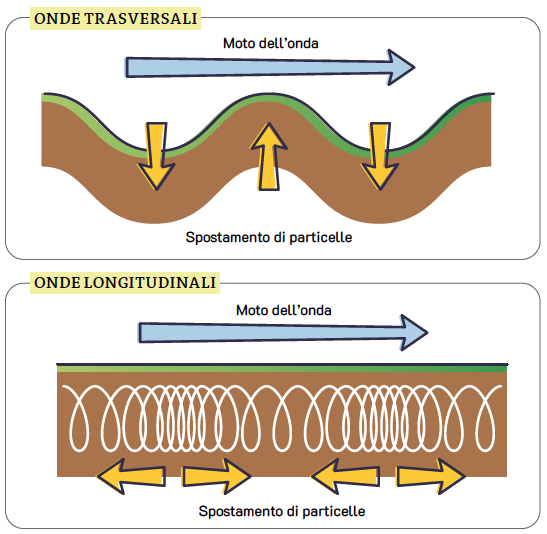 ONDE TRASVERSALI
Moto dell'onda
Spostamento di particelle
ONDE LONGITUDINALI
Moto dell'onda
Spostamento di particelle